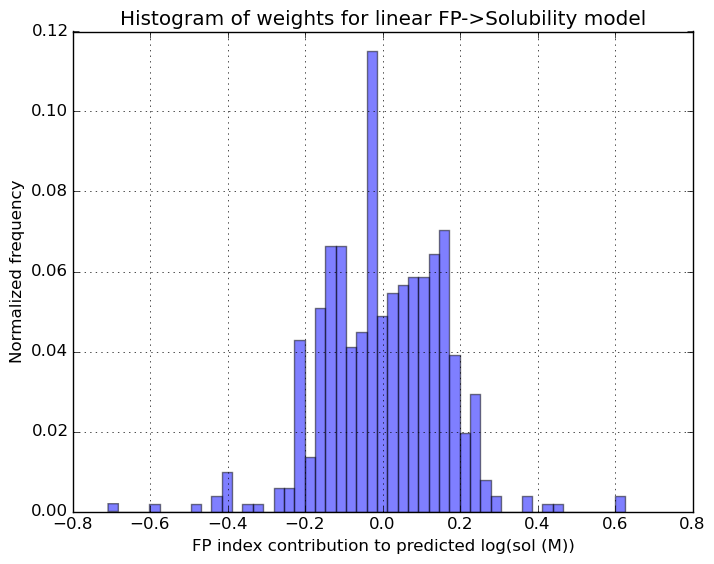 Histogram of weights for linear FP->Solubility model
0.12
0.10
0.08
0.06
0.04
0.02
0.00
Normalized frequency
−0.8 −0.6 −0.4 −0.2 0.0 0.2 0.4 0.6 0.8
FP index contribution to predicted log(sol (M))